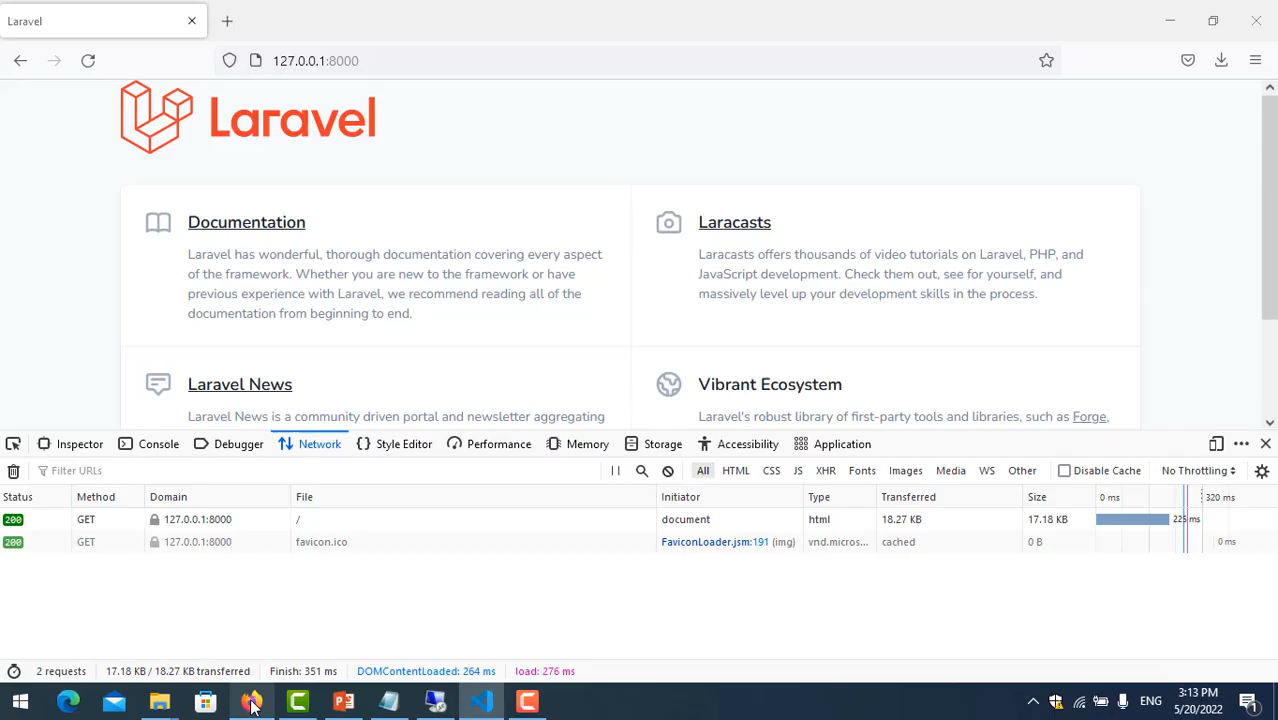 Laravel
127.0.0.1:8000
Laravel
Documentation
Laravel has wonderful, thorough documentation covering every aspect
of the framework. Whether you are new to the framework or have
previous experience with Laravel, we recommend reading all of the
documentation from beginning to end.
Laracasts
Laracasts offers thousands of video tutorials on Laravel, PHP, and
JavaScript development. Check them out, see for yourself, and
massively level up your development skills in the process.
Laravel News
Laravel News is a community driven portal and newsletter aggregating
Vibrant Ecosystem
Laravel's robust library of first-party tools and libraries, such as Forge,
Inspector Console Debugger Network Style Editor Performance Memory Storage Accessibility Application
Filter URLs All HTML CSS JS XHR Fonts Images Media WS Other Disable Cache No Throttling
Status Method Domain File Initiator Type Transferred Size 0 ms 320 ms
200 GET 127.0.0.1:8000 / document html 18.27 KB 17.18 KB 225 ms
200 GET 127.0.0.1:8000 favicon.ico FaviconLoader.jsm:191 (img) vnd.micros... cached 0 B 0 ms
2 requests 17.18 KB / 18.27 KB transferred Finish: 351 ms DOMContentLoaded: 264 ms load: 276 ms
ENG 3:13 PM
5/20/2022 1